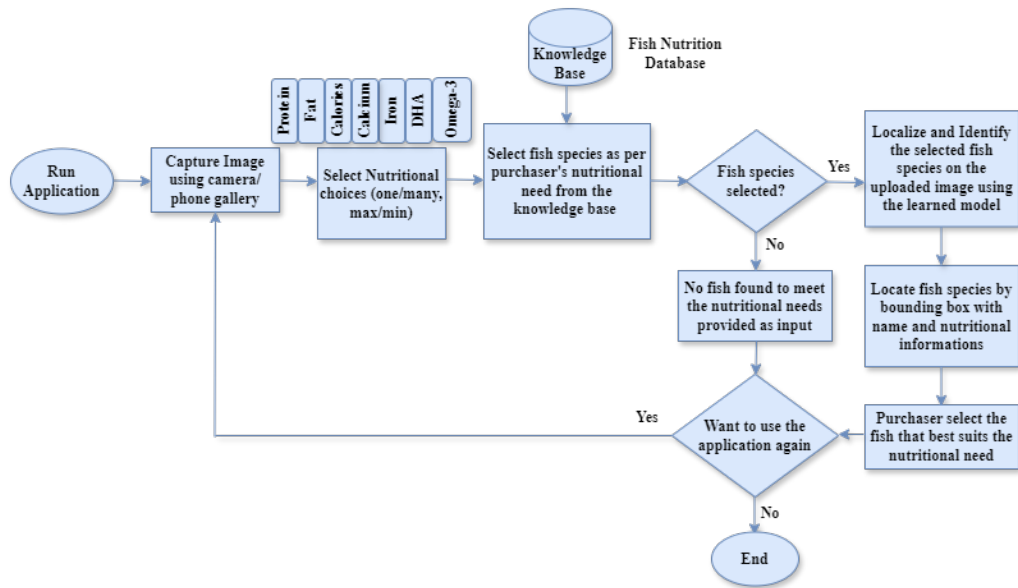 Knowledge
Base
Fish Nutrition
Database
Protein
Fat
Calories
Calcium
Iron
DHA
Omega-3
Run
Application
Capture Image
using camera/
phone gallery
Select Nutritional
choices (one/many,
max/min)
Select fish species as per
purchaser's nutritional
need from the
knowledge base
Fish species
selected?
Yes
Localize and Identify
the selected fish
species on the
uploaded image using
the learned model
No
No fish found to meet
the nutritional needs
provided as input
Locate fish species by
bounding box with
name and nutritional
informations
Yes
Want to use the
application again
Purchaser select the
fish that best suits the
nutritional need
No
End